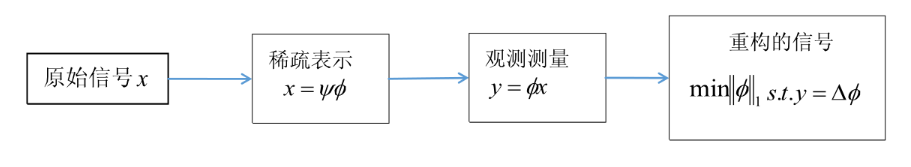 原始信号 x
稀疏表示
x = ψϕ
观测测量
y = ϕx
重构的信号
min‖ϕ‖₁ s.t.y = Δϕ